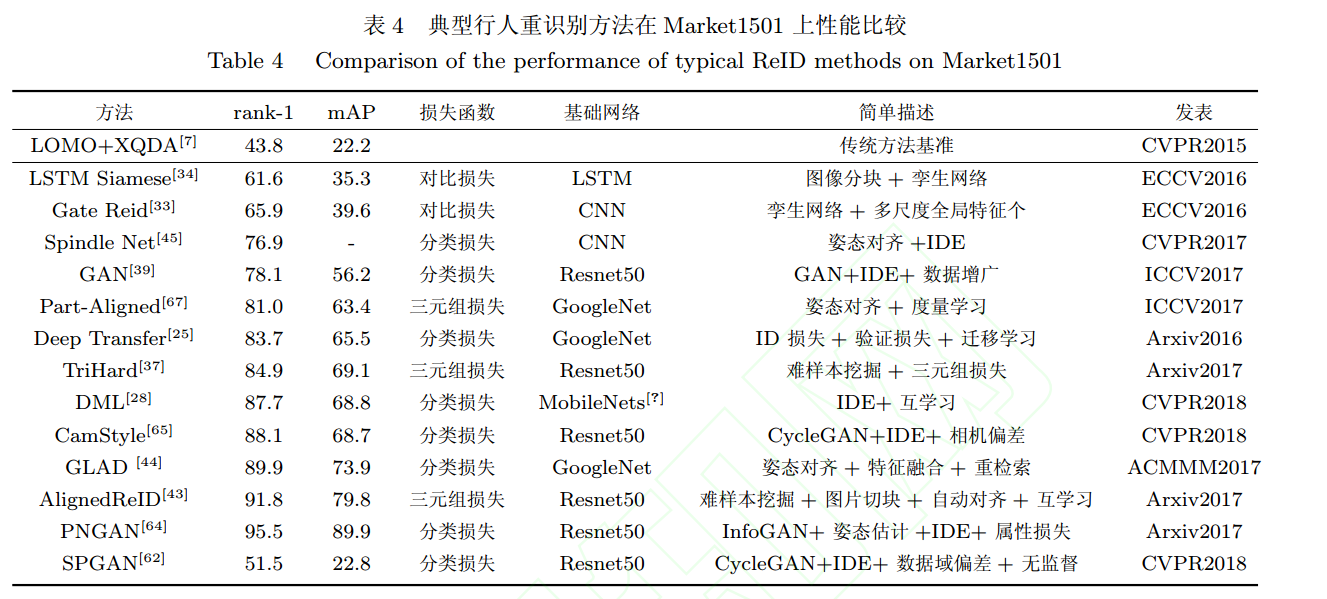 表 4 典型行人重识别方法在 Market1501 上性能比较
Table 4 Comparison of the performance of typical ReID methods on Market1501
方法 rank-1 mAP 损失函数 基础网络 简单描述 发表
LOMO+XQDA[7] 43.8 22.2 传统方法基准 CVPR2015
LSTM Siamese[34] 61.6 35.3 对比损失 LSTM 图像分块 + 孪生网络 ECCV2016
Gate Reid[33] 65.9 39.6 对比损失 CNN 孪生网络 + 多尺度全局特征个 ECCV2016
Spindle Net[45] 76.9 - 分类损失 CNN 姿态对齐 +IDE CVPR2017
GAN[39] 78.1 56.2 分类损失 Resnet50 GAN+IDE+ 数据增广 ICCV2017
Part-Aligned[67] 81.0 63.4 三元组损失 GoogleNet 姿态对齐 + 度量学习 ICCV2017
Deep Transfer[25] 83.7 65.5 分类损失 GoogleNet ID 损失 + 验证损失 + 迁移学习 Arxiv2016
TriHard[37] 84.9 69.1 三元组损失 Resnet50 难样本挖掘 + 三元组损失 Arxiv2017
DML[28] 87.7 68.8 分类损失 MobileNets[?] IDE+ 互学习 CVPR2018
CamStyle[65] 88.1 68.7 分类损失 Resnet50 CycleGAN+IDE+ 相机偏差 CVPR2018
GLAD [44] 89.9 73.9 分类损失 GoogleNet 姿态对齐 + 特征融合 + 重检索 ACMMM2017
AlignedReID[43] 91.8 79.8 三元组损失 Resnet50 难样本挖掘 + 图片切块 + 自动对齐 + 互学习 Arxiv2017
PNGAN[64] 95.5 89.9 分类损失 Resnet50 InfoGAN+ 姿态估计 +IDE+ 属性损失 Arxiv2017
SPGAN[62] 51.5 22.8 分类损失 Resnet50 CycleGAN+IDE+ 数据域偏差 + 无监督 CVPR2018